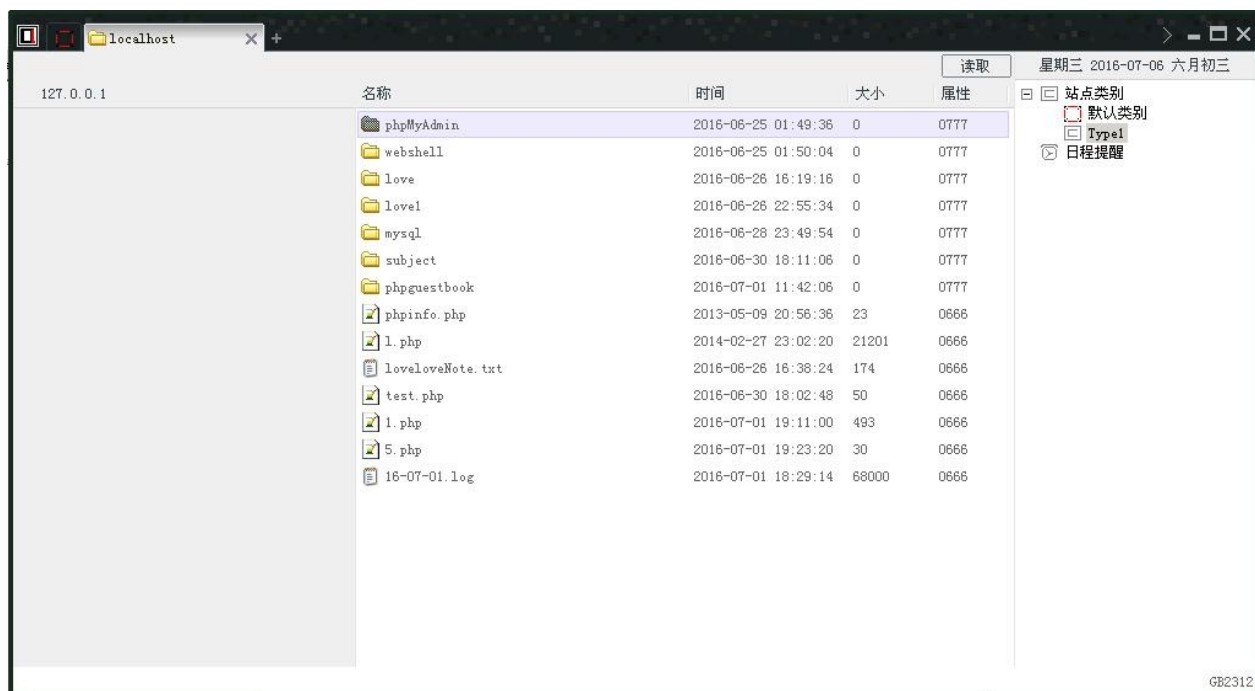 localhost
读取 星期三 2016-07-06 六月初三
127.0.0.1 名称 时间 大小 属性 站点类别
默认类别
phpMyAdmin 2016-06-25 01:49:36 0 0777
Type1
webshell 2016-06-25 01:50:04 0 0777
日程提醒
love 2016-06-26 16:19:16 0 0777
love1 2016-06-26 22:55:34 0 0777
mysql 2016-06-28 23:49:54 0 0777
subject 2016-06-30 18:11:06 0 0777
phpguestbook 2016-07-01 11:42:06 0 0777
phpinfo.php 2013-05-09 20:56:36 23 0666
l.php 2014-02-27 23:02:20 21201 0666
loveloveNote.txt 2016-06-26 16:38:24 174 0666
test.php 2016-06-30 18:02:48 50 0666
1.php 2016-07-01 19:11:00 493 0666
5.php 2016-07-01 19:23:20 30 0666
16-07-01.log 2016-07-01 18:29:14 68000 0666
GB2312